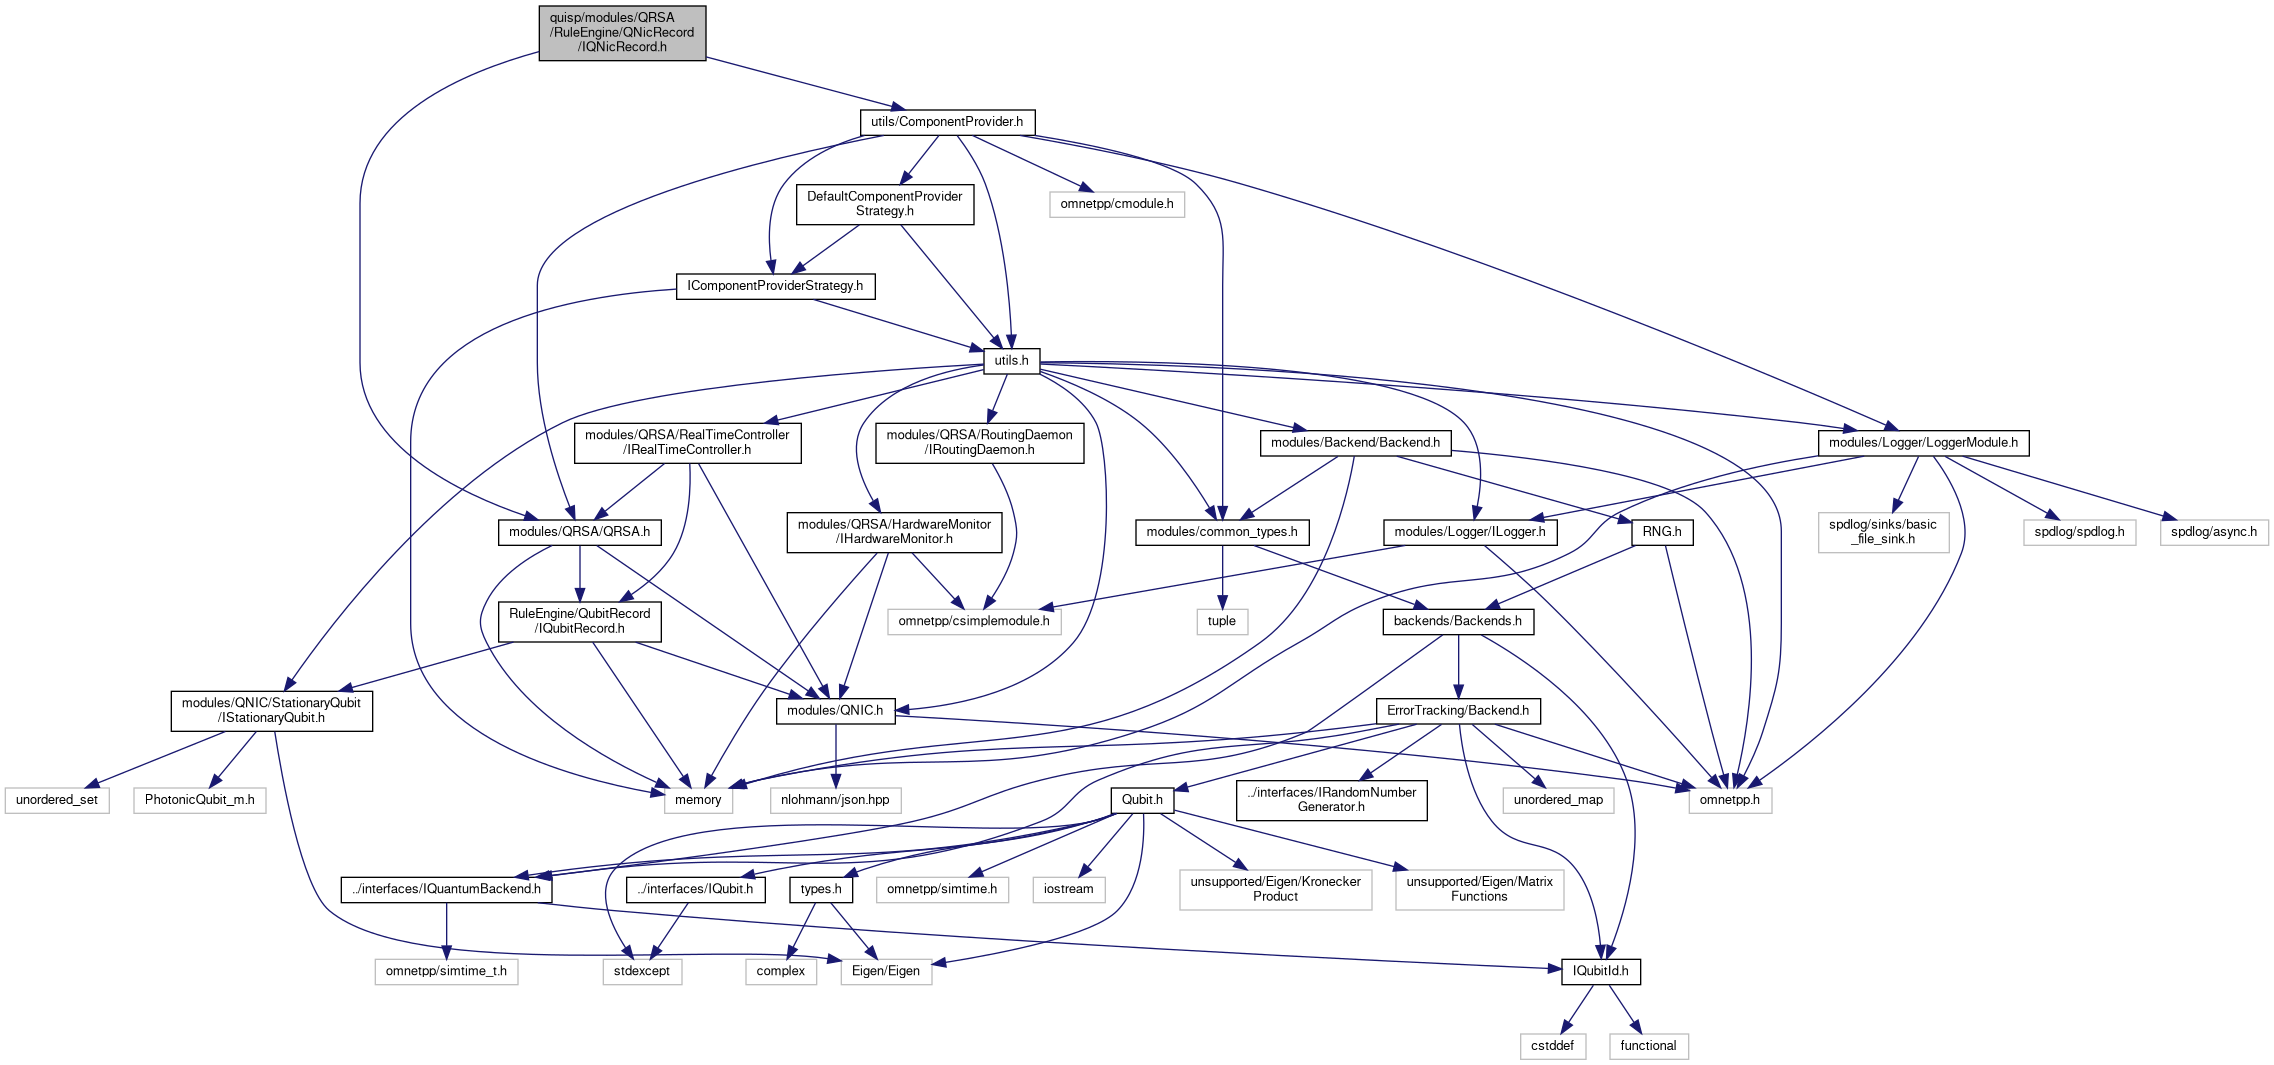 quisp/modules/QRSA
/RuleEngine/QNicRecord
/IQNicRecord.h
utils/ComponentProvider.h
DefaultComponentProvider
Strategy.h
omnetpp/cmodule.h
IComponentProviderStrategy.h
utils.h
modules/QRSA/RealTimeController
/IRealTimeController.h
modules/QRSA/RoutingDaemon
/IRoutingDaemon.h
modules/Backend/Backend.h
modules/Logger/LoggerModule.h
modules/QRSA/QRSA.h
modules/QRSA/HardwareMonitor
/IHardwareMonitor.h
modules/common_types.h
modules/Logger/ILogger.h
RNG.h
spdlog/sinks/basic
_file_sink.h
spdlog/spdlog.h
spdlog/async.h
RuleEngine/QubitRecord
/IQubitRecord.h
omnetpp/csimplemodule.h
tuple
backends/Backends.h
modules/QNIC/StationaryQubit
/IStationaryQubit.h
modules/QNIC.h
ErrorTracking/Backend.h
unordered_set
PhotonicQubit_m.h
memory
nlohmann/json.hpp
Qubit.h
../interfaces/IRandomNumber
Generator.h
unordered_map
omnetpp.h
../interfaces/IQuantumBackend.h
../interfaces/IQubit.h
types.h
omnetpp/simtime.h
iostream
unsupported/Eigen/Kronecker
Product
unsupported/Eigen/Matrix
Functions
omnetpp/simtime_t.h
stdexcept
complex
Eigen/Eigen
IQubitId.h
cstddef
functional